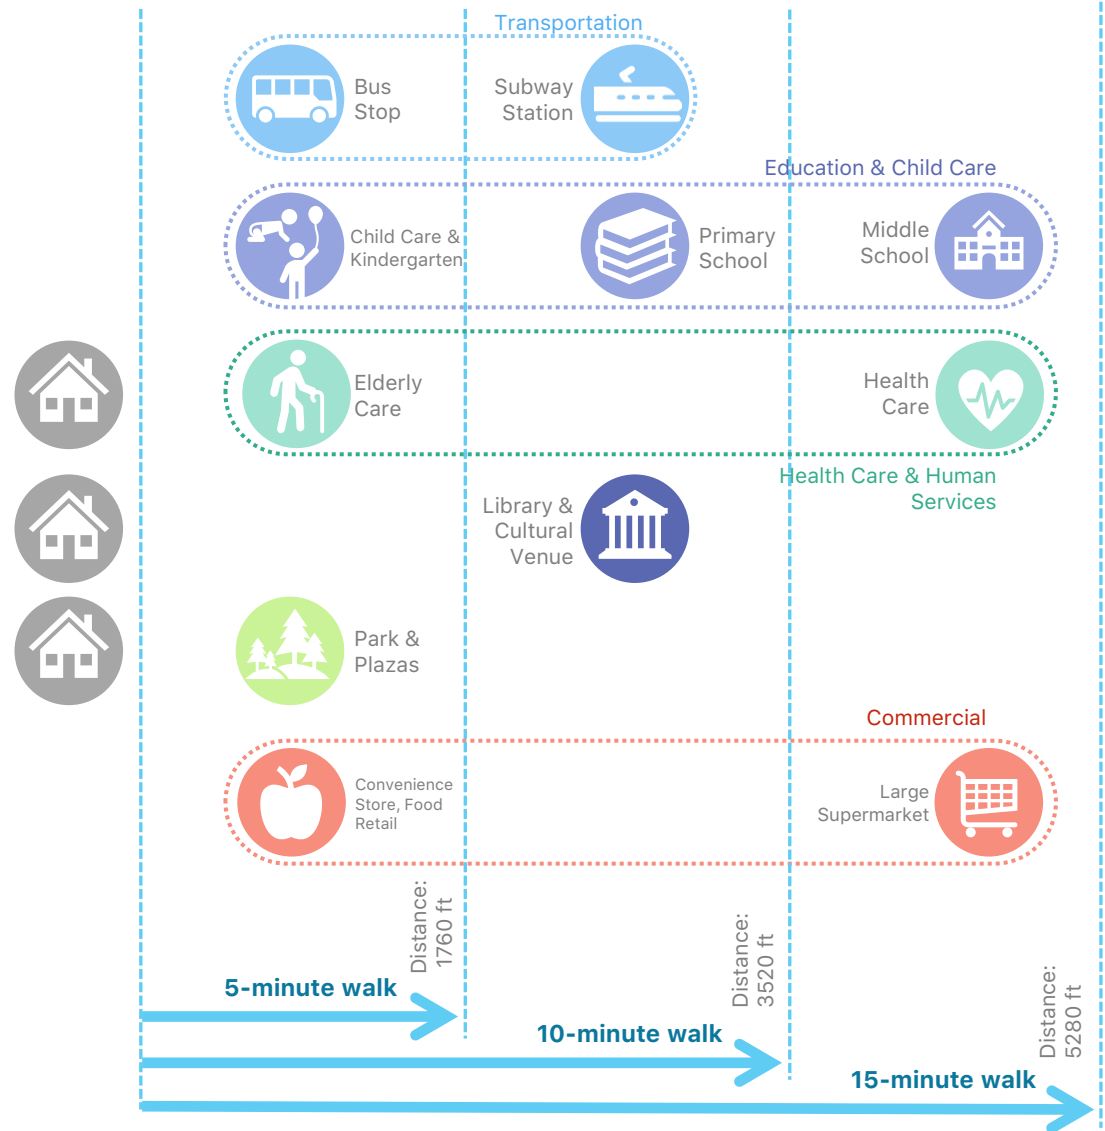 Transportation
Bus
Stop
Subway
Station
Education & Child Care
Child Care &
Kindergarten
Primary
School
Middle
School
Elderly
Care
Health
Care
Health Care & Human
Services
Library &
Cultural
Venue
Park &
Plazas
Commercial
Convenience
Store, Food
Retail
Large
Supermarket
Distance:
1760 ft
Distance:
3520 ft
Distance:
5280 ft
5-minute walk
10-minute walk
15-minute walk